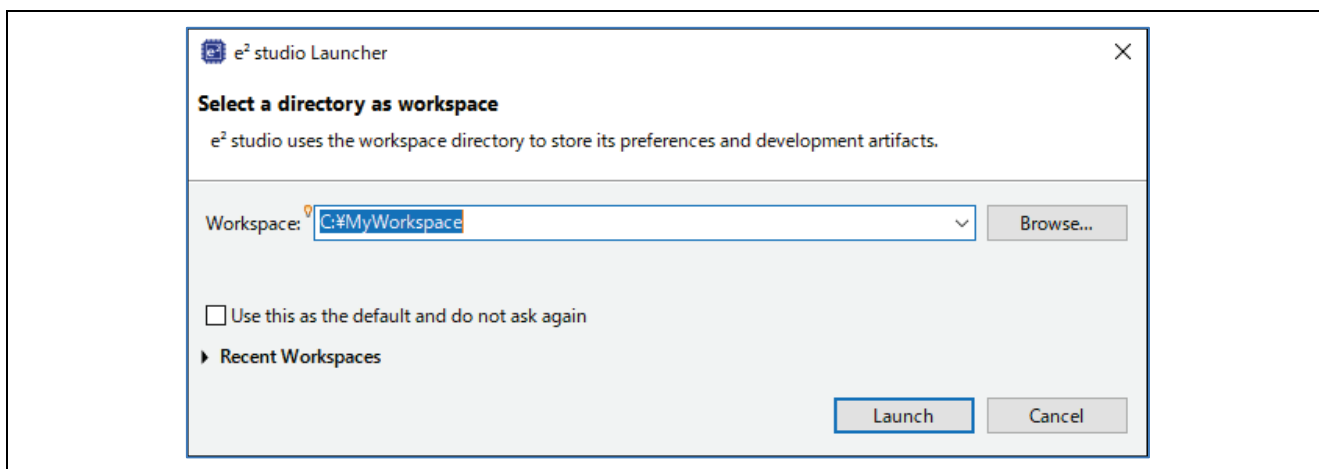 e² studio Launcher
Select a directory as workspace
e² studio uses the workspace directory to store its preferences and development artifacts.
Workspace: C:¥MyWorkspace Browse...
Use this as the default and do not ask again
Recent Workspaces
Launch Cancel